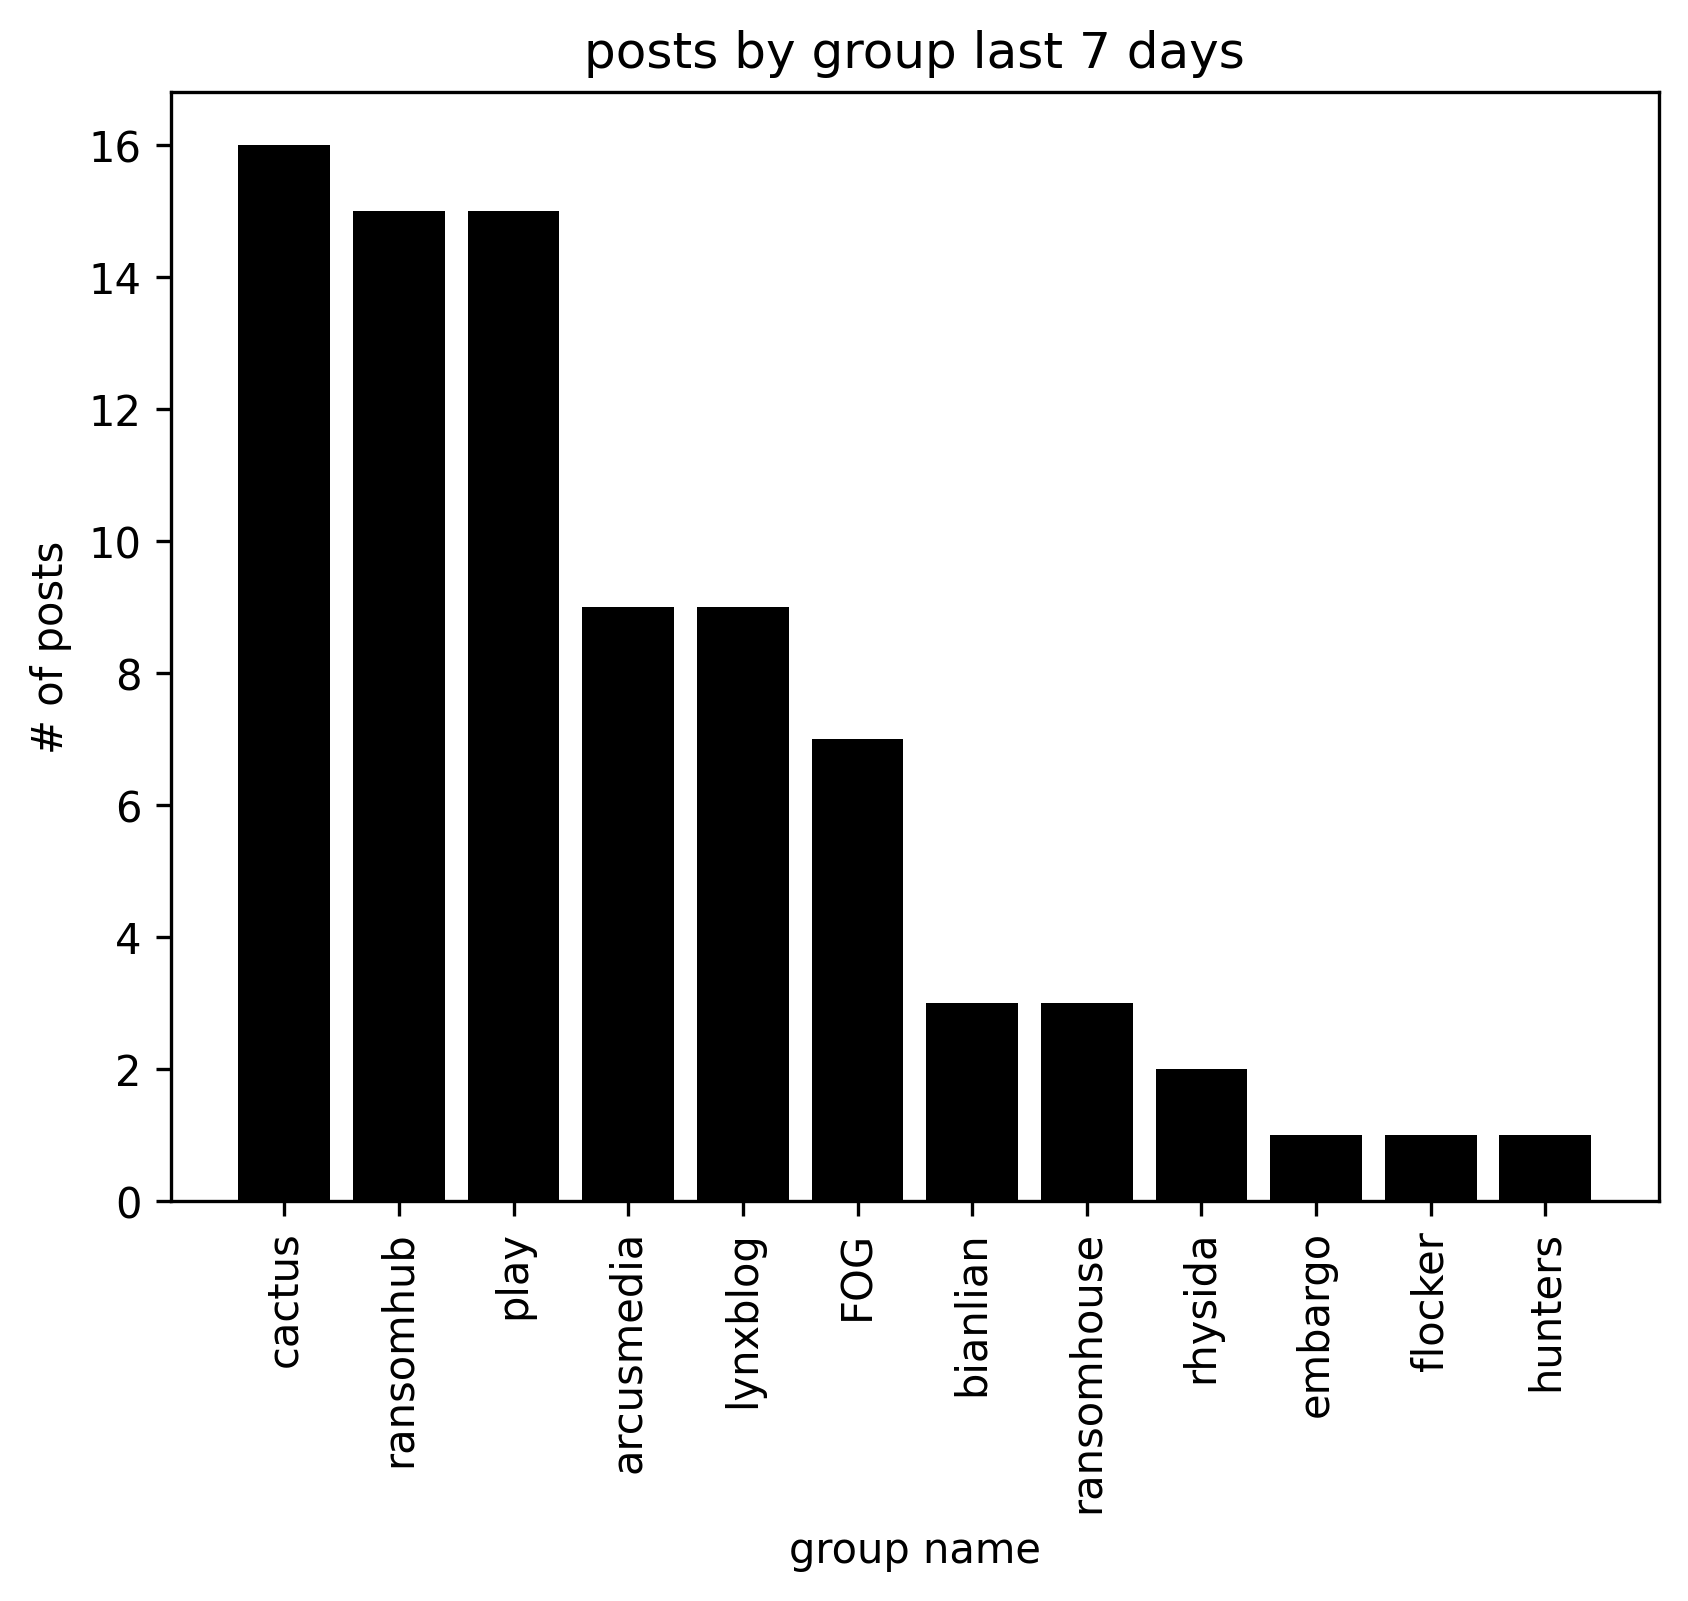 posts by group last 7 days
# of posts
16
14
12
10
8
6
4
2
0
cactus
ransomhub
play
arcusmedia
lynxblog
FOG
bianlian
ransomhouse
rhysida
embargo
flocker
hunters
group name